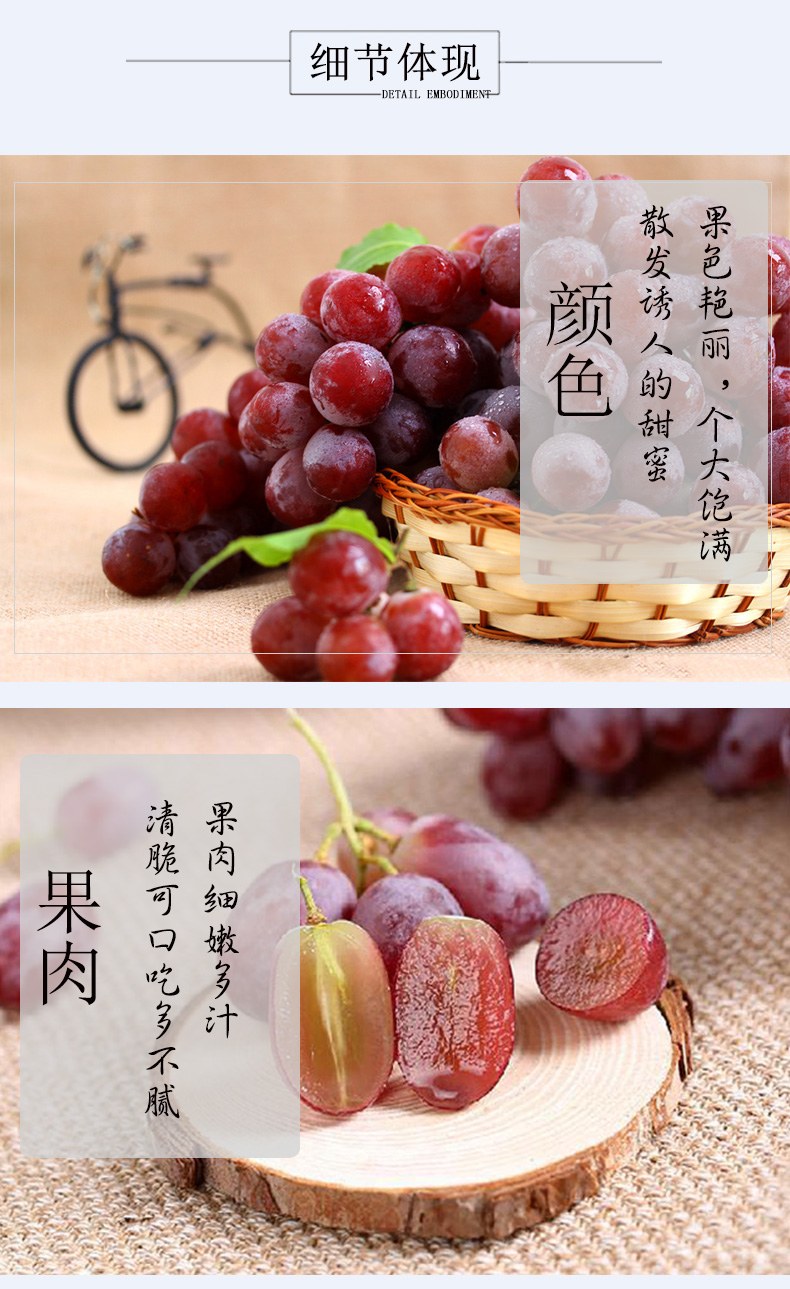 细节体现
DETAIL EMBODIMENT
颜色
果色艳丽，个大饱满
散发诱人的甜蜜
果肉
果肉细嫩多汁
清脆可口吃多不腻